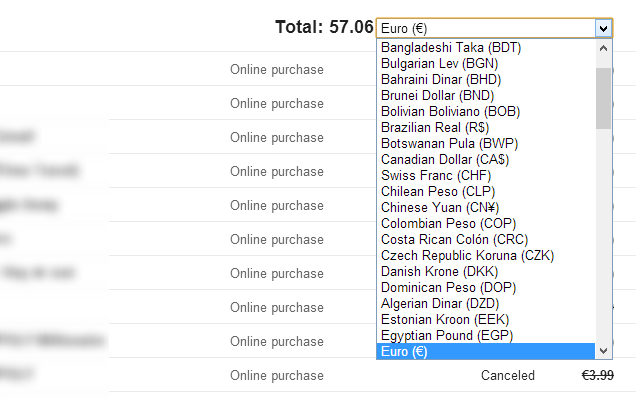 Total: 57.06 Euro (€)
Bangladeshi Taka (BDT)
Bulgarian Lev (BGN)
Online purchase
Bahraini Dinar (BHD)
Brunei Dollar (BND)
Online purchase
Bolivian Boliviano (BOB)
Brazilian Real (R$)
Online purchase
Botswanan Pula (BWP)
Canadian Dollar (CA$)
Online purchase
Swiss Franc (CHF)
Chilean Peso (CLP)
Online purchase
Chinese Yuan (CN¥)
Colombian Peso (COP)
Online purchase
Costa Rican Colón (CRC)
Czech Republic Koruna (CZK)
Online purchase
Danish Krone (DKK)
Dominican Peso (DOP)
Online purchase
Algerian Dinar (DZD)
Estonian Kroon (EEK)
Online purchase
Egyptian Pound (EGP)
Euro (€)
Online purchase Canceled €3.99